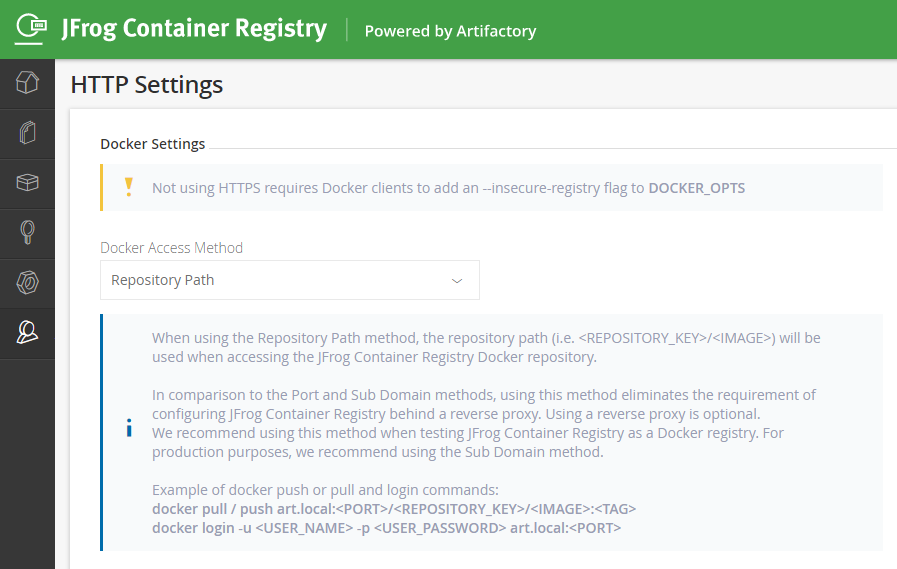 JFrog Container Registry
Powered by Artifactory
HTTP Settings
Docker Settings
Not using HTTPS requires Docker clients to add an --insecure-registry flag to DOCKER_OPTS
Docker Access Method
Repository Path
When using the Repository Path method, the repository path (i.e. <REPOSITORY_KEY>/<IMAGE>) will be
used when accessing the JFrog Container Registry Docker repository.
In comparison to the Port and Sub Domain methods, using this method eliminates the requirement of
configuring JFrog Container Registry behind a reverse proxy. Using a reverse proxy is optional.
We recommend using this method when testing JFrog Container Registry as a Docker registry. For
production purposes, we recommend using the Sub Domain method.
Example of docker push or pull and login commands:
docker pull / push art.local:<PORT>/<REPOSITORY_KEY>/<IMAGE>:<TAG>
docker login -u <USER_NAME> -p <USER_PASSWORD> art.local:<PORT>